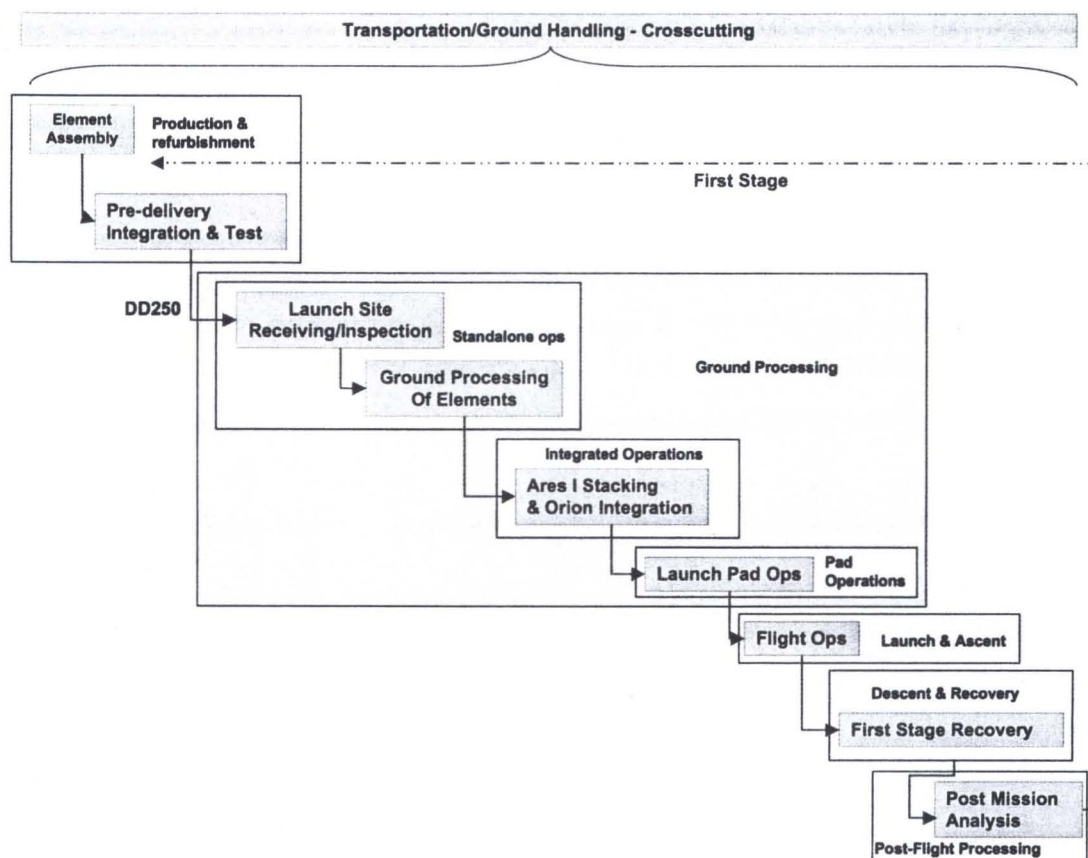 Transportation/Ground Handling - Crosscutting
Element
Assembly
Production &
refurbishment
First Stage
Pre-delivery
Integration & Test
DD250
Launch Site
Receiving/Inspection
Standalone ops
Ground Processing
Ground Processing
Of Elements
Integrated Operations
Ares I Stacking
& Orion Integration
Launch Pad Ops
Pad
Operations
Flight Ops
Launch & Ascent
Descent & Recovery
First Stage Recovery
Post Mission
Analysis
Post-Flight Processing